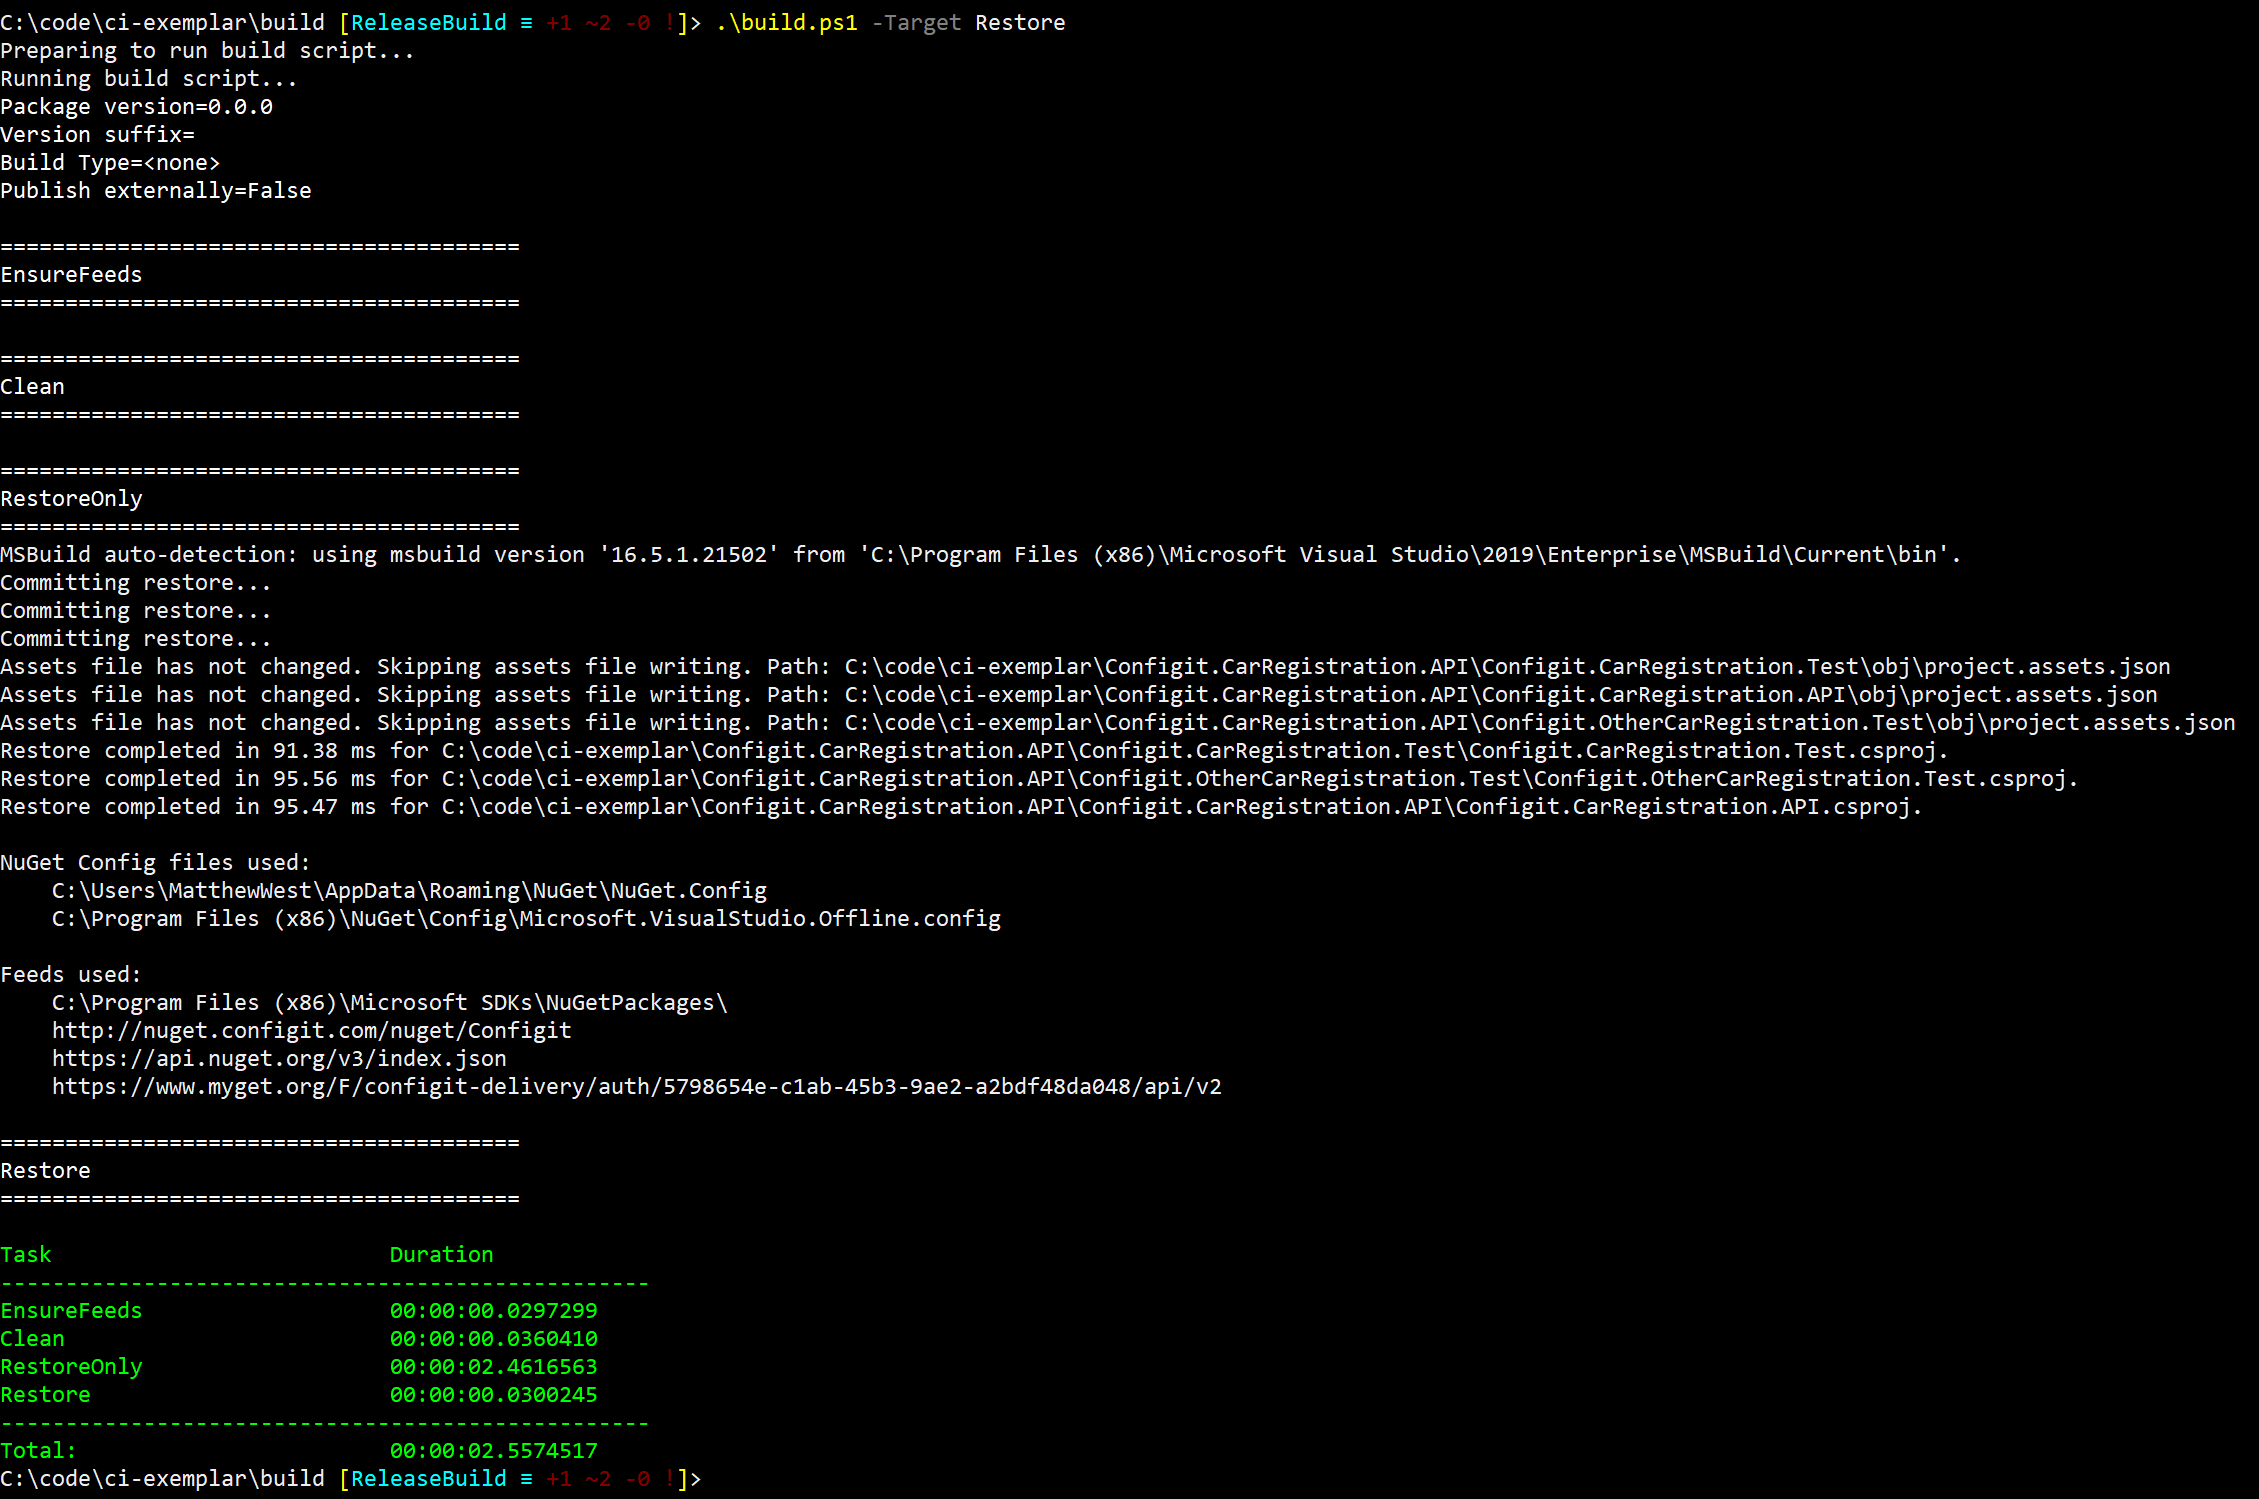 C:\code\ci-exemplar\build [ReleaseBuild ≡ +1 ~2 -0 !]> .\build.ps1 -Target Restore
Preparing to run build script...
Running build script...
Package version=0.0.0
Version suffix=
Build Type=<none>
Publish externally=False
========================================
EnsureFeeds
========================================
========================================
Clean
========================================
========================================
RestoreOnly
========================================
MSBuild auto-detection: using msbuild version '16.5.1.21502' from 'C:\Program Files (x86)\Microsoft Visual Studio\2019\Enterprise\MSBuild\Current\bin'.
Committing restore...
Committing restore...
Committing restore...
Assets file has not changed. Skipping assets file writing. Path: C:\code\ci-exemplar\Configit.CarRegistration.API\Configit.CarRegistration.Test\obj\project.assets.json
Assets file has not changed. Skipping assets file writing. Path: C:\code\ci-exemplar\Configit.CarRegistration.API\Configit.CarRegistration.API\obj\project.assets.json
Assets file has not changed. Skipping assets file writing. Path: C:\code\ci-exemplar\Configit.CarRegistration.API\Configit.OtherCarRegistration.Test\obj\project.assets.json
Restore completed in 91.38 ms for C:\code\ci-exemplar\Configit.CarRegistration.API\Configit.CarRegistration.Test\Configit.CarRegistration.Test.csproj.
Restore completed in 95.56 ms for C:\code\ci-exemplar\Configit.CarRegistration.API\Configit.OtherCarRegistration.Test\Configit.OtherCarRegistration.Test.csproj.
Restore completed in 95.47 ms for C:\code\ci-exemplar\Configit.CarRegistration.API\Configit.CarRegistration.API\Configit.CarRegistration.API.csproj.
NuGet Config files used:
    C:\Users\MatthewWest\AppData\Roaming\NuGet\NuGet.Config
    C:\Program Files (x86)\NuGet\Config\Microsoft.VisualStudio.Offline.config
Feeds used:
    C:\Program Files (x86)\Microsoft SDKs\NuGetPackages\
    http://nuget.configit.com/nuget/Configit
    https://api.nuget.org/v3/index.json
    https://www.myget.org/F/configit-delivery/auth/5798654e-c1ab-45b3-9ae2-a2bdf48da048/api/v2
========================================
Restore
========================================
Task                          Duration
--------------------------------------------------
EnsureFeeds                   00:00:00.0297299
Clean                         00:00:00.0360410
RestoreOnly                   00:00:02.4616563
Restore                       00:00:00.0300245
--------------------------------------------------
Total:                        00:00:02.5574517
C:\code\ci-exemplar\build [ReleaseBuild ≡ +1 ~2 -0 !]>